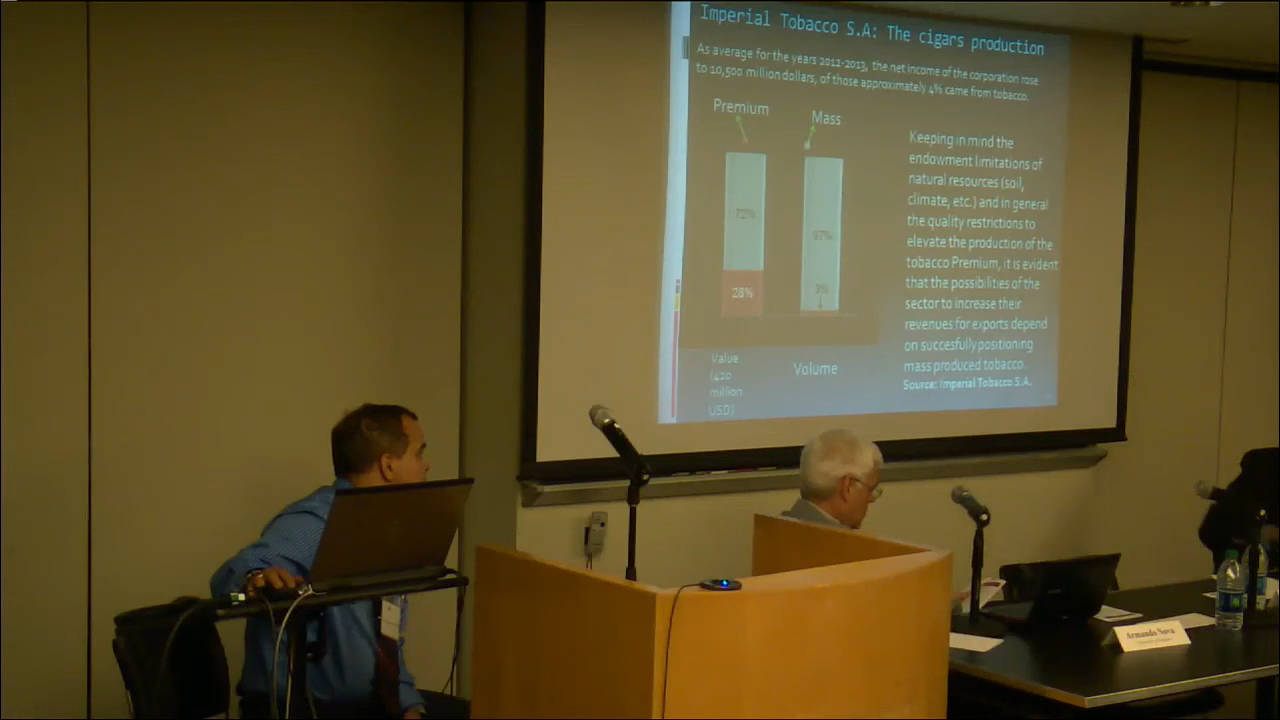 Imperial Tobacco S.A: The cigars production
As average for the years 2012-2013, the net income of the corporation rose
to 10,500 million dollars, of those approximately 4% came from tobacco.
Premium
Mass
72%
28%
97%
3%
Value
(420
million
USD)
Volume
Keeping in mind the
endowment limitations of
natural resources (soil,
climate, etc.) and in general
the quality restrictions to
elevate the production of the
tobacco Premium, it is evident
that the possibilities of the
sector to increase their
revenues for exports depend
on succesfully positioning
mass produced tobacco.
Source: Imperial Tobacco S.A.
Armando Nova